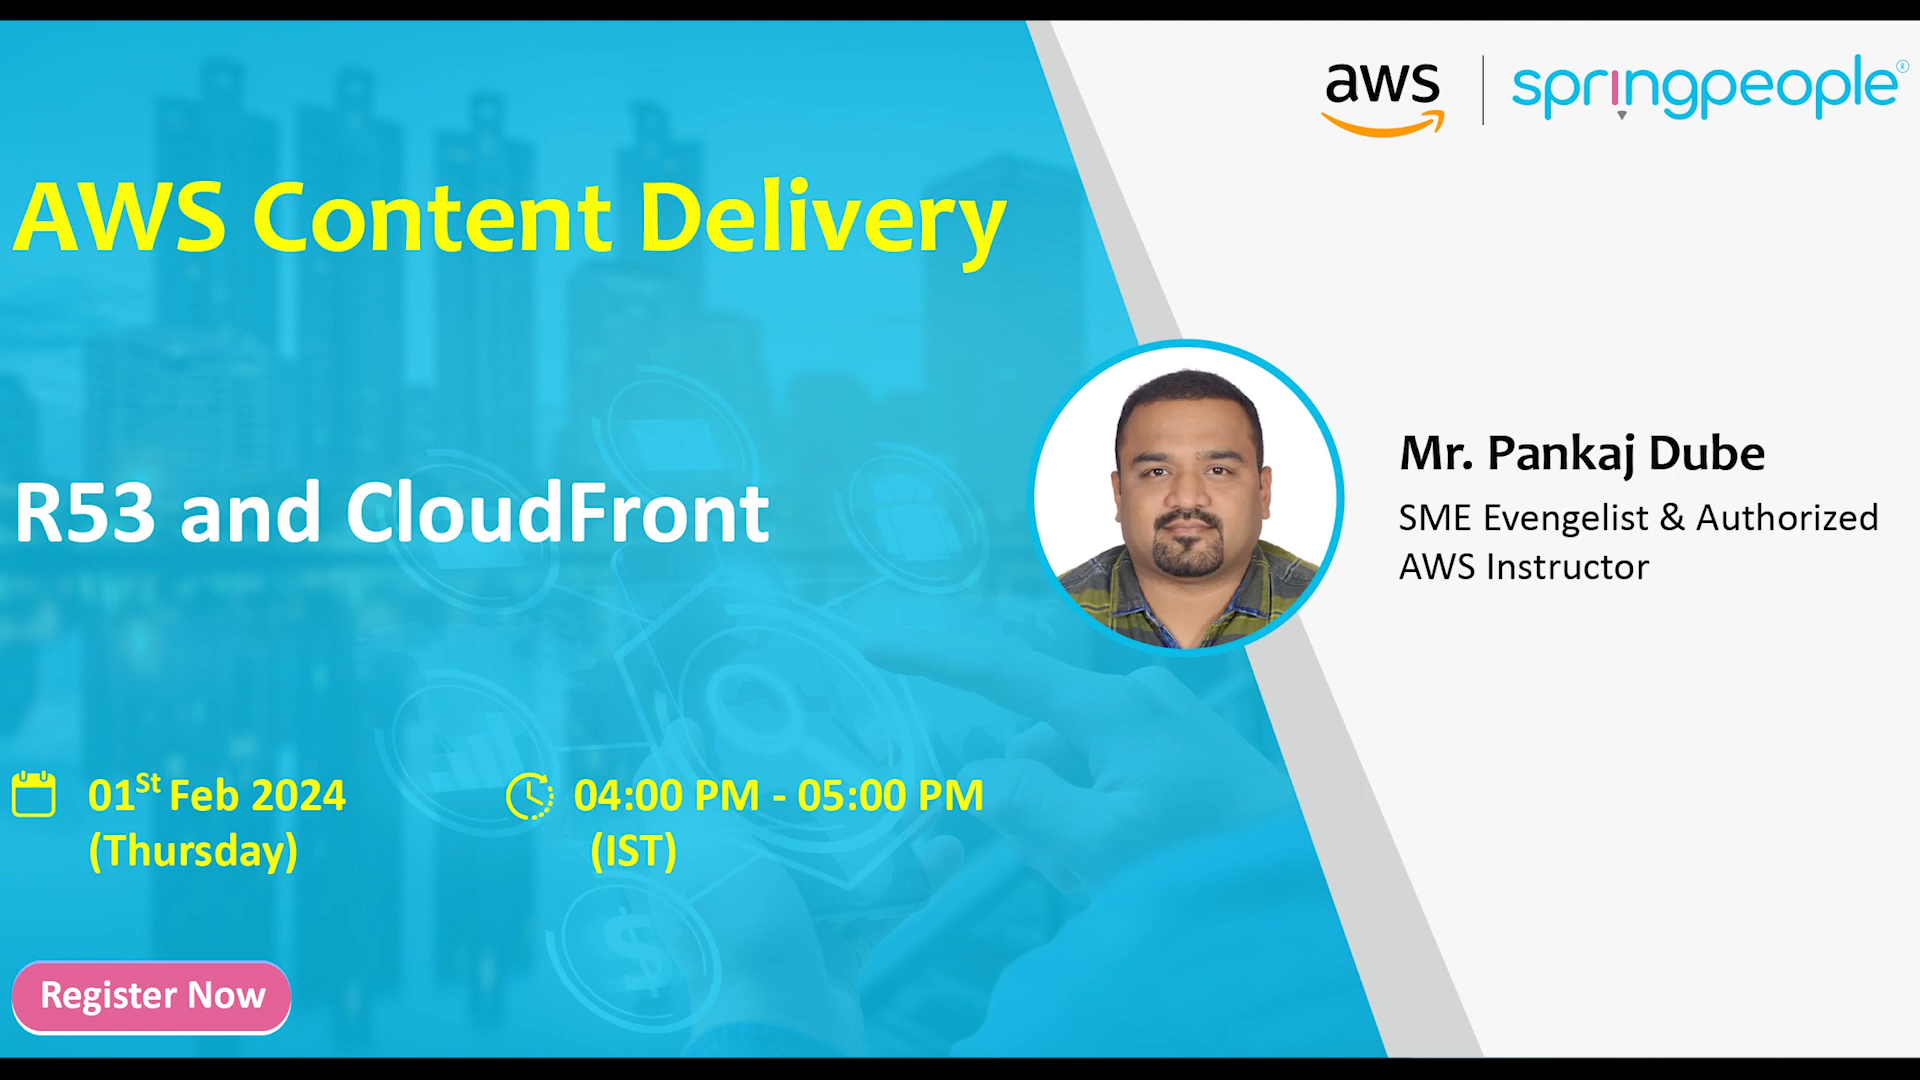 aws
springpeople®
AWS Content Delivery
R53 and CloudFront
Mr. Pankaj Dube
SME Evengelist & Authorized
AWS Instructor
01St Feb 2024
(Thursday)
04:00 PM - 05:00 PM
(IST)
Register Now